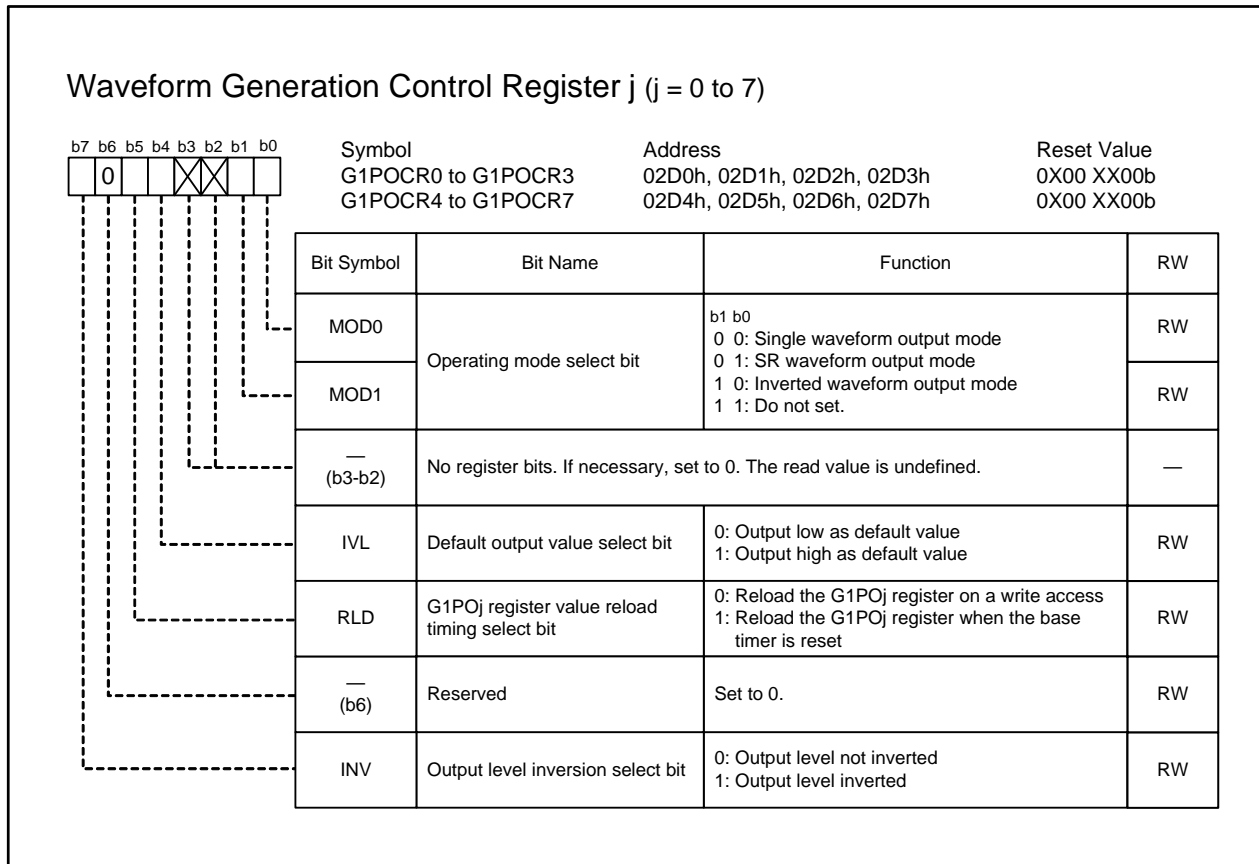 Waveform Generation Control Register j (j = 0 to 7)
b7 b6 b5 b4 b3 b2 b1 b0
0
Symbol Address Reset Value
G1POCR0 to G1POCR3 02D0h, 02D1h, 02D2h, 02D3h 0X00 XX00b
G1POCR4 to G1POCR7 02D4h, 02D5h, 02D6h, 02D7h 0X00 XX00b
Bit Symbol Bit Name Function RW
MOD0 RW
MOD1 RW
Operating mode select bit
b1 b0
0 0: Single waveform output mode
0 1: SR waveform output mode
1 0: Inverted waveform output mode
1 1: Do not set.
—
(b3-b2) No register bits. If necessary, set to 0. The read value is undefined. —
IVL Default output value select bit
0: Output low as default value
1: Output high as default value
RW
RLD
G1POj register value reload
timing select bit
0: Reload the G1POj register on a write access
1: Reload the G1POj register when the base
timer is reset
RW
—
(b6) Reserved Set to 0. RW
INV Output level inversion select bit
0: Output level not inverted
1: Output level inverted
RW